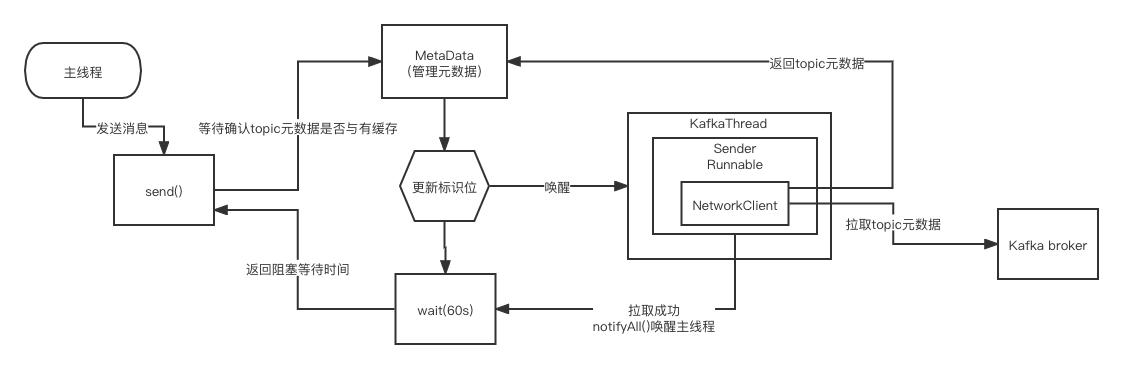 主线程
发送消息
send()
等待确认topic元数据是否与有缓存
MetaData
(管理元数据)
更新标识位
唤醒
wait(60s)
返回阻塞等待时间
KafkaThread
Sender
Runnable
NetworkClient
返回topic元数据
拉取topic元数据
Kafka broker
拉取成功
notifyAll()唤醒主线程